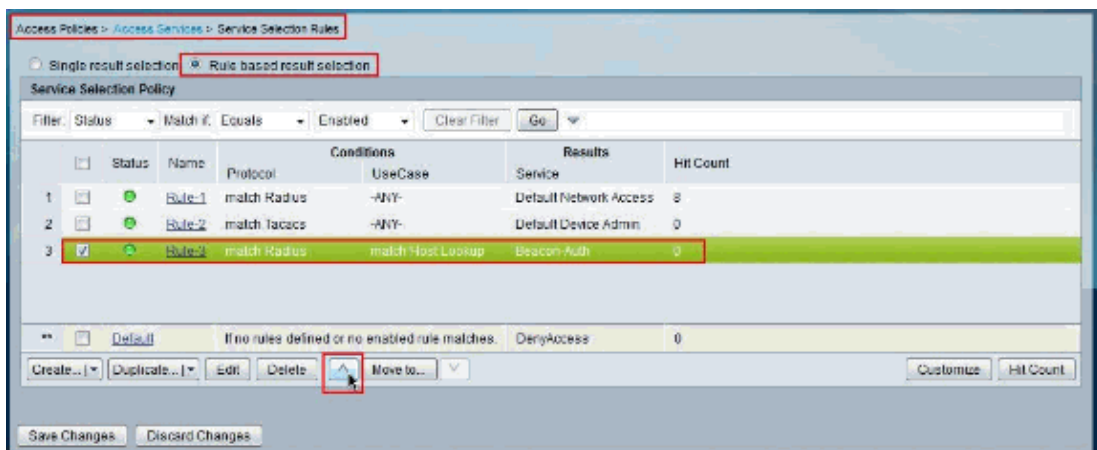 Access Policies > Access Services > Service Selection Rules
Single result selection Rule based result selection
Service Selection Policy
Filter: Status Match if: Equals Enabled Clear Filter Go
Conditions Results
Status Name Protocol UseCase Service Hit Count
1 Rule-1 match Radius -ANY- Default Network Access 8
2 Rule-2 match Tacacs -ANY- Default Device Admin 0
3 Rule-3 match Radius match Host Lookup Beacon-Auth 0
** Default If no rules defined or no enabled rule matches. DenyAccess 0
Create... Duplicate... Edit Delete Move to... Customize Hit Count
Save Changes Discard Changes